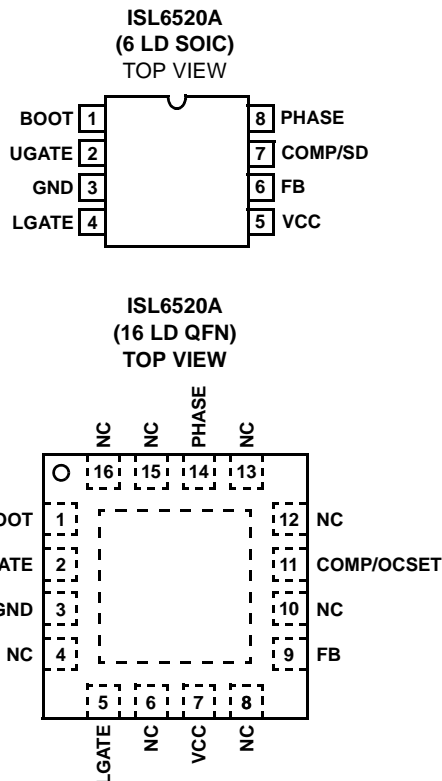 ISL6520A
(6 LD SOIC)
TOP VIEW
BOOT 1 8 PHASE
UGATE 2 7 COMP/SD
GND 3 6 FB
LGATE 4 5 VCC
ISL6520A
(16 LD QFN)
TOP VIEW
NC NC PHASE NC
16 15 14 13
OOT 1 12 NC
ATE 2 11 COMP/OCSET
GND 3 10 NC
NC 4 9 FB
5 6 7 8
LGATE NC VCC NC